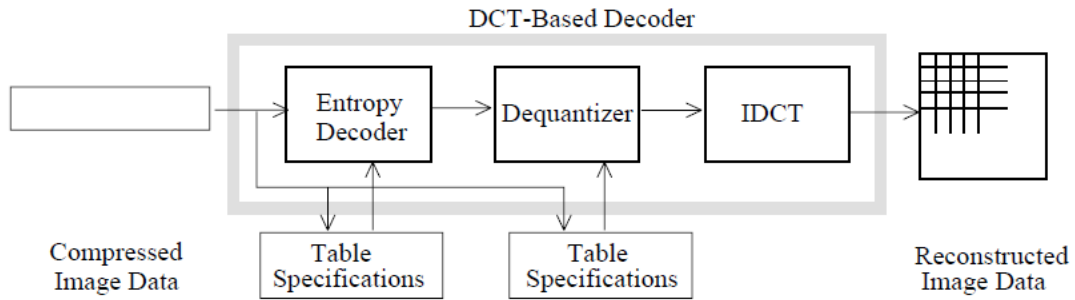 DCT-Based Decoder
Entropy
Decoder
Dequantizer
IDCT
Table
Specifications
Table
Specifications
Compressed
Image Data
Reconstructed
Image Data